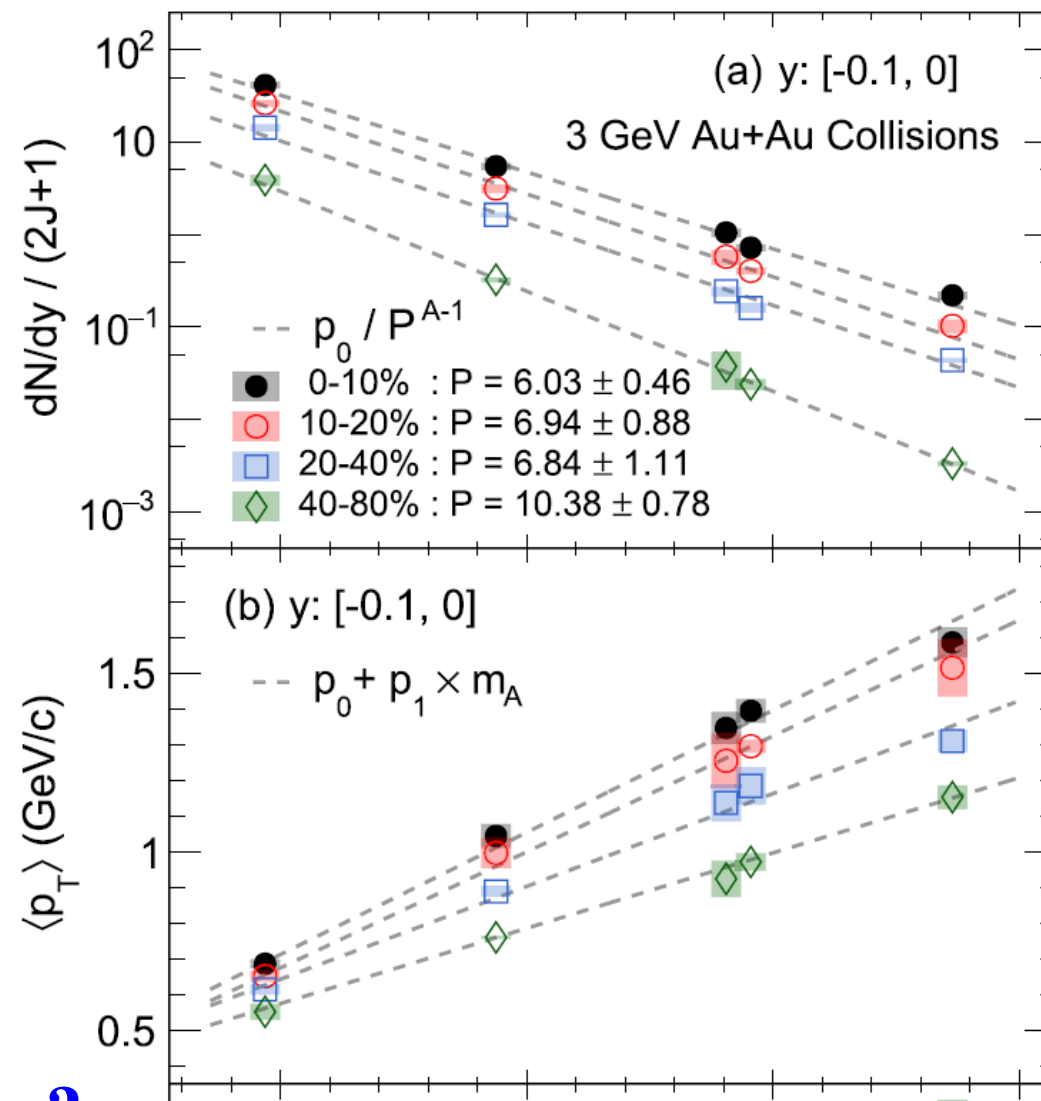 10²
10
10⁻¹
10⁻³
dN/dy / (2J+1)
(a) y: [-0.1, 0]
3 GeV Au+Au Collisions
p₀ / P^{A-1}
0-10% : P = 6.03 ± 0.46
10-20% : P = 6.94 ± 0.88
20-40% : P = 6.84 ± 1.11
40-80% : P = 10.38 ± 0.78
(b) y: [-0.1, 0]
p₀+ p₁ × m_A
1.5
1
0.5
⟨p_T⟩ (GeV/c)